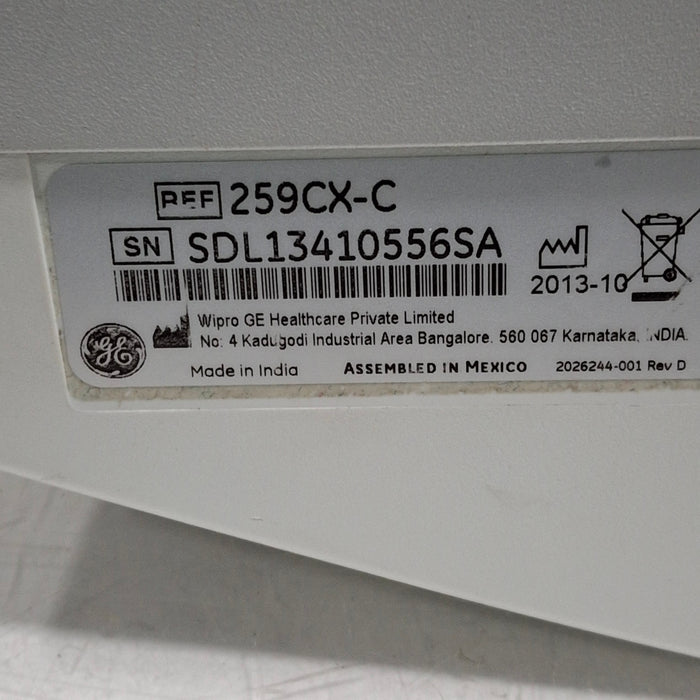 REF 259CX-C
SN SDL13410556SA
2013-10
Wipro GE Healthcare Private Limited
No: 4 Kadugodi Industrial Area Bangalore. 560 067 Karnataka, INDIA.
GE
Made in India ASSEMBLED IN MEXICO 2026244-001 Rev D